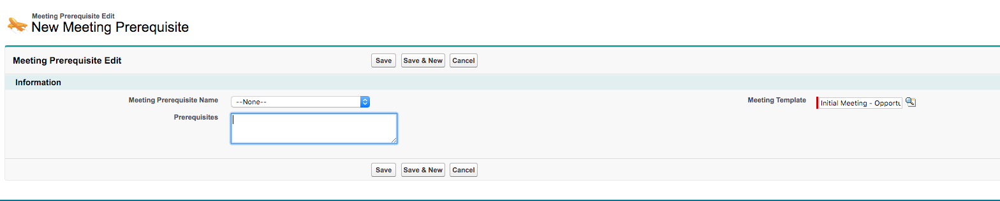 Meeting Prerequisite Edit
New Meeting Prerequisite
Meeting Prerequisite Edit
Save
Save & New
Cancel
Information
Meeting Prerequisite Name
--None--
Meeting Template
Initial Meeting - Opportu
Prerequisites
Save
Save & New
Cancel